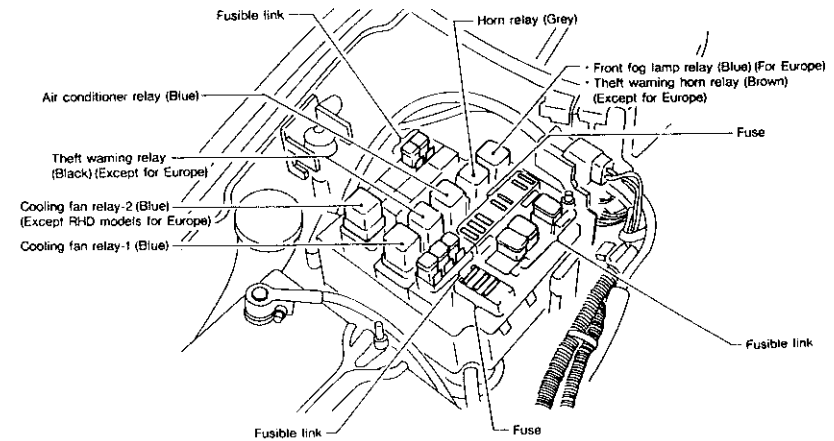 Fusible link
Horn relay (Grey)
· Front fog lamp relay (Blue) (For Europe)
· Theft warning horn relay (Brown)
(Except for Europe)
Air conditioner relay (Blue)
Fuse
Theft warning relay
(Black) (Except for Europe)
Cooling fan relay-2 (Blue)
(Except RHD models for Europe)
Cooling fan relay-1 (Blue)
Fusible link
Fusible link
Fuse